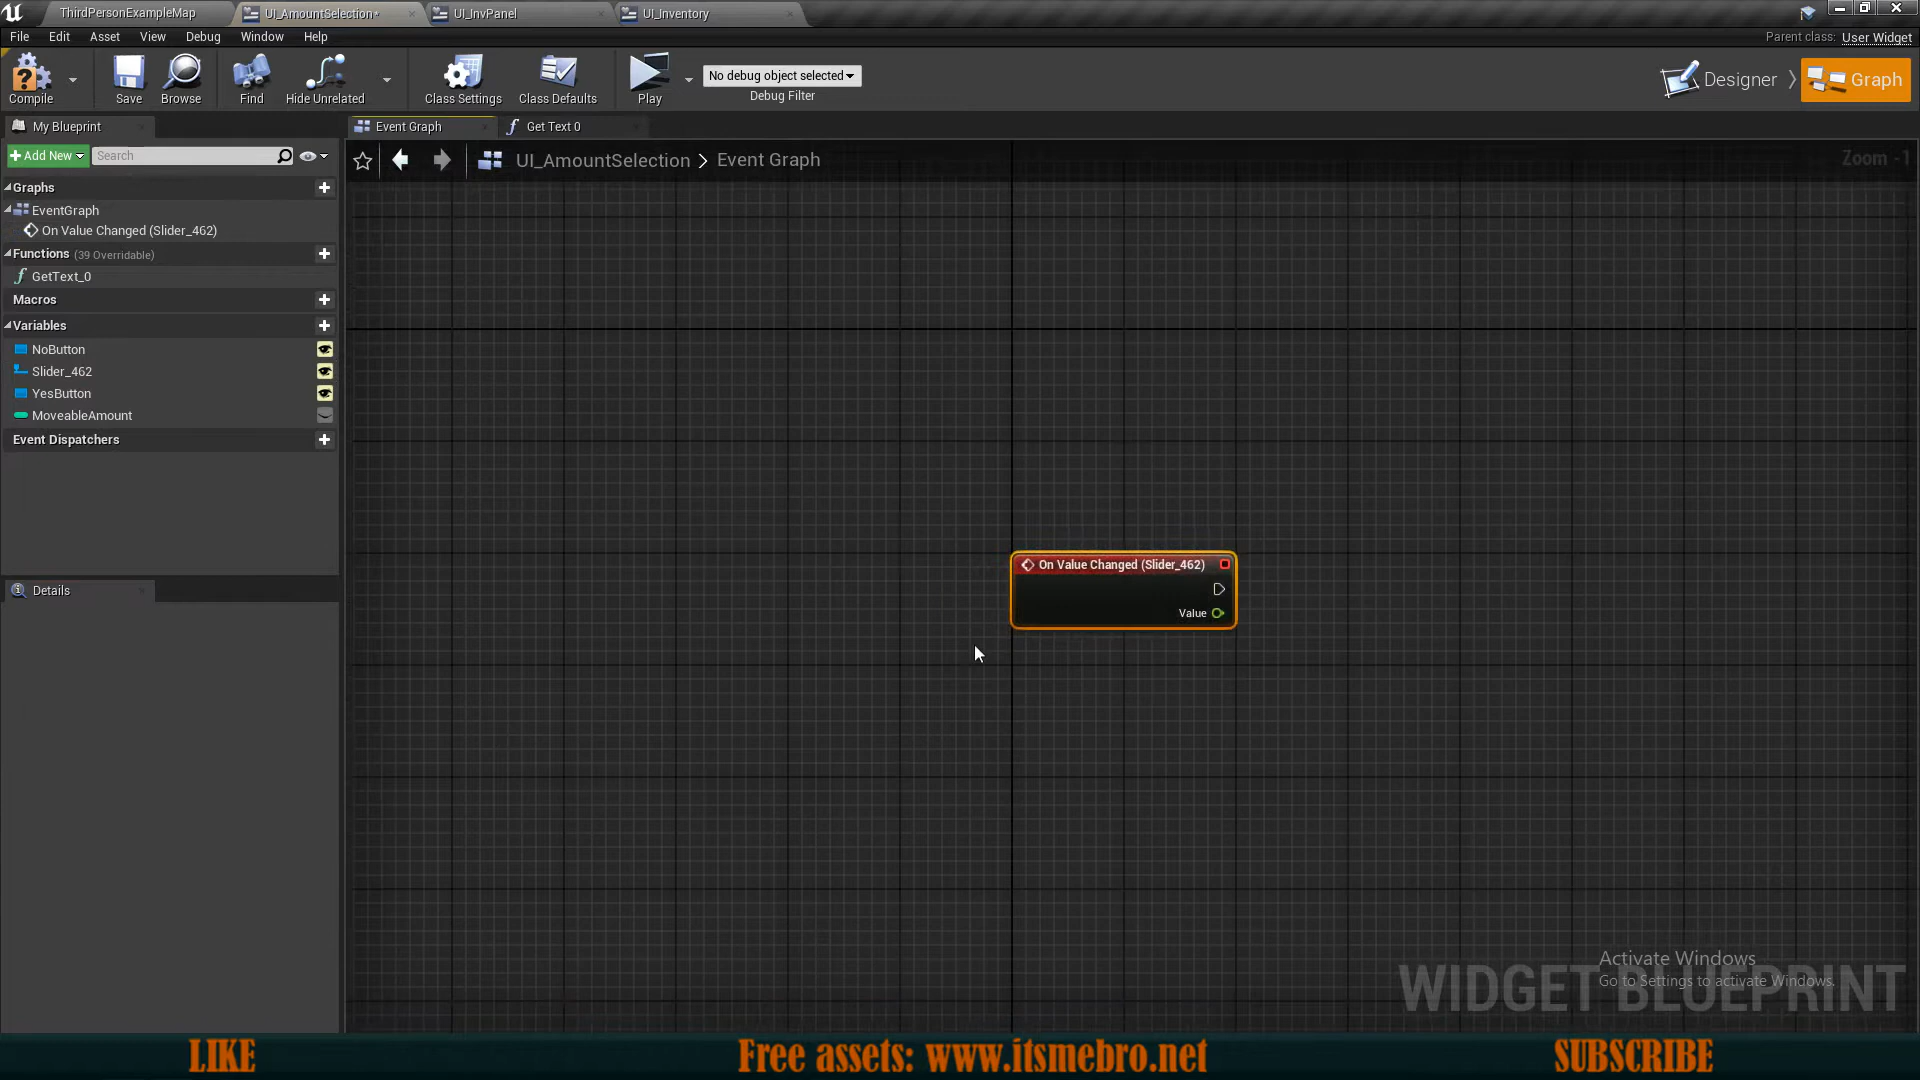 ThirdPersonExampleMap
UI_AmountSelection*
UI_InvPanel
UI_Inventory
File Edit Asset View Debug Window Help
Parent class: User Widget
Compile Save Browse Find Hide Unrelated Class Settings Class Defaults Play
No debug object selected
Debug Filter
Designer
Graph
My Blueprint
Event Graph
Get Text 0
Add New
Search
UI_AmountSelection > Event Graph
Zoom -1
Graphs
EventGraph
On Value Changed (Slider_462)
Functions (39 Overridable)
GetText_0
Macros
Variables
NoButton
Slider_462
YesButton
MoveableAmount
Event Dispatchers
Details
On Value Changed (Slider_462)
Value
Activate Windows
Go to Settings to activate Windows.
WIDGET BLUEPRINT
LIKE
Free assets: www.itsmebro.net
SUBSCRIBE